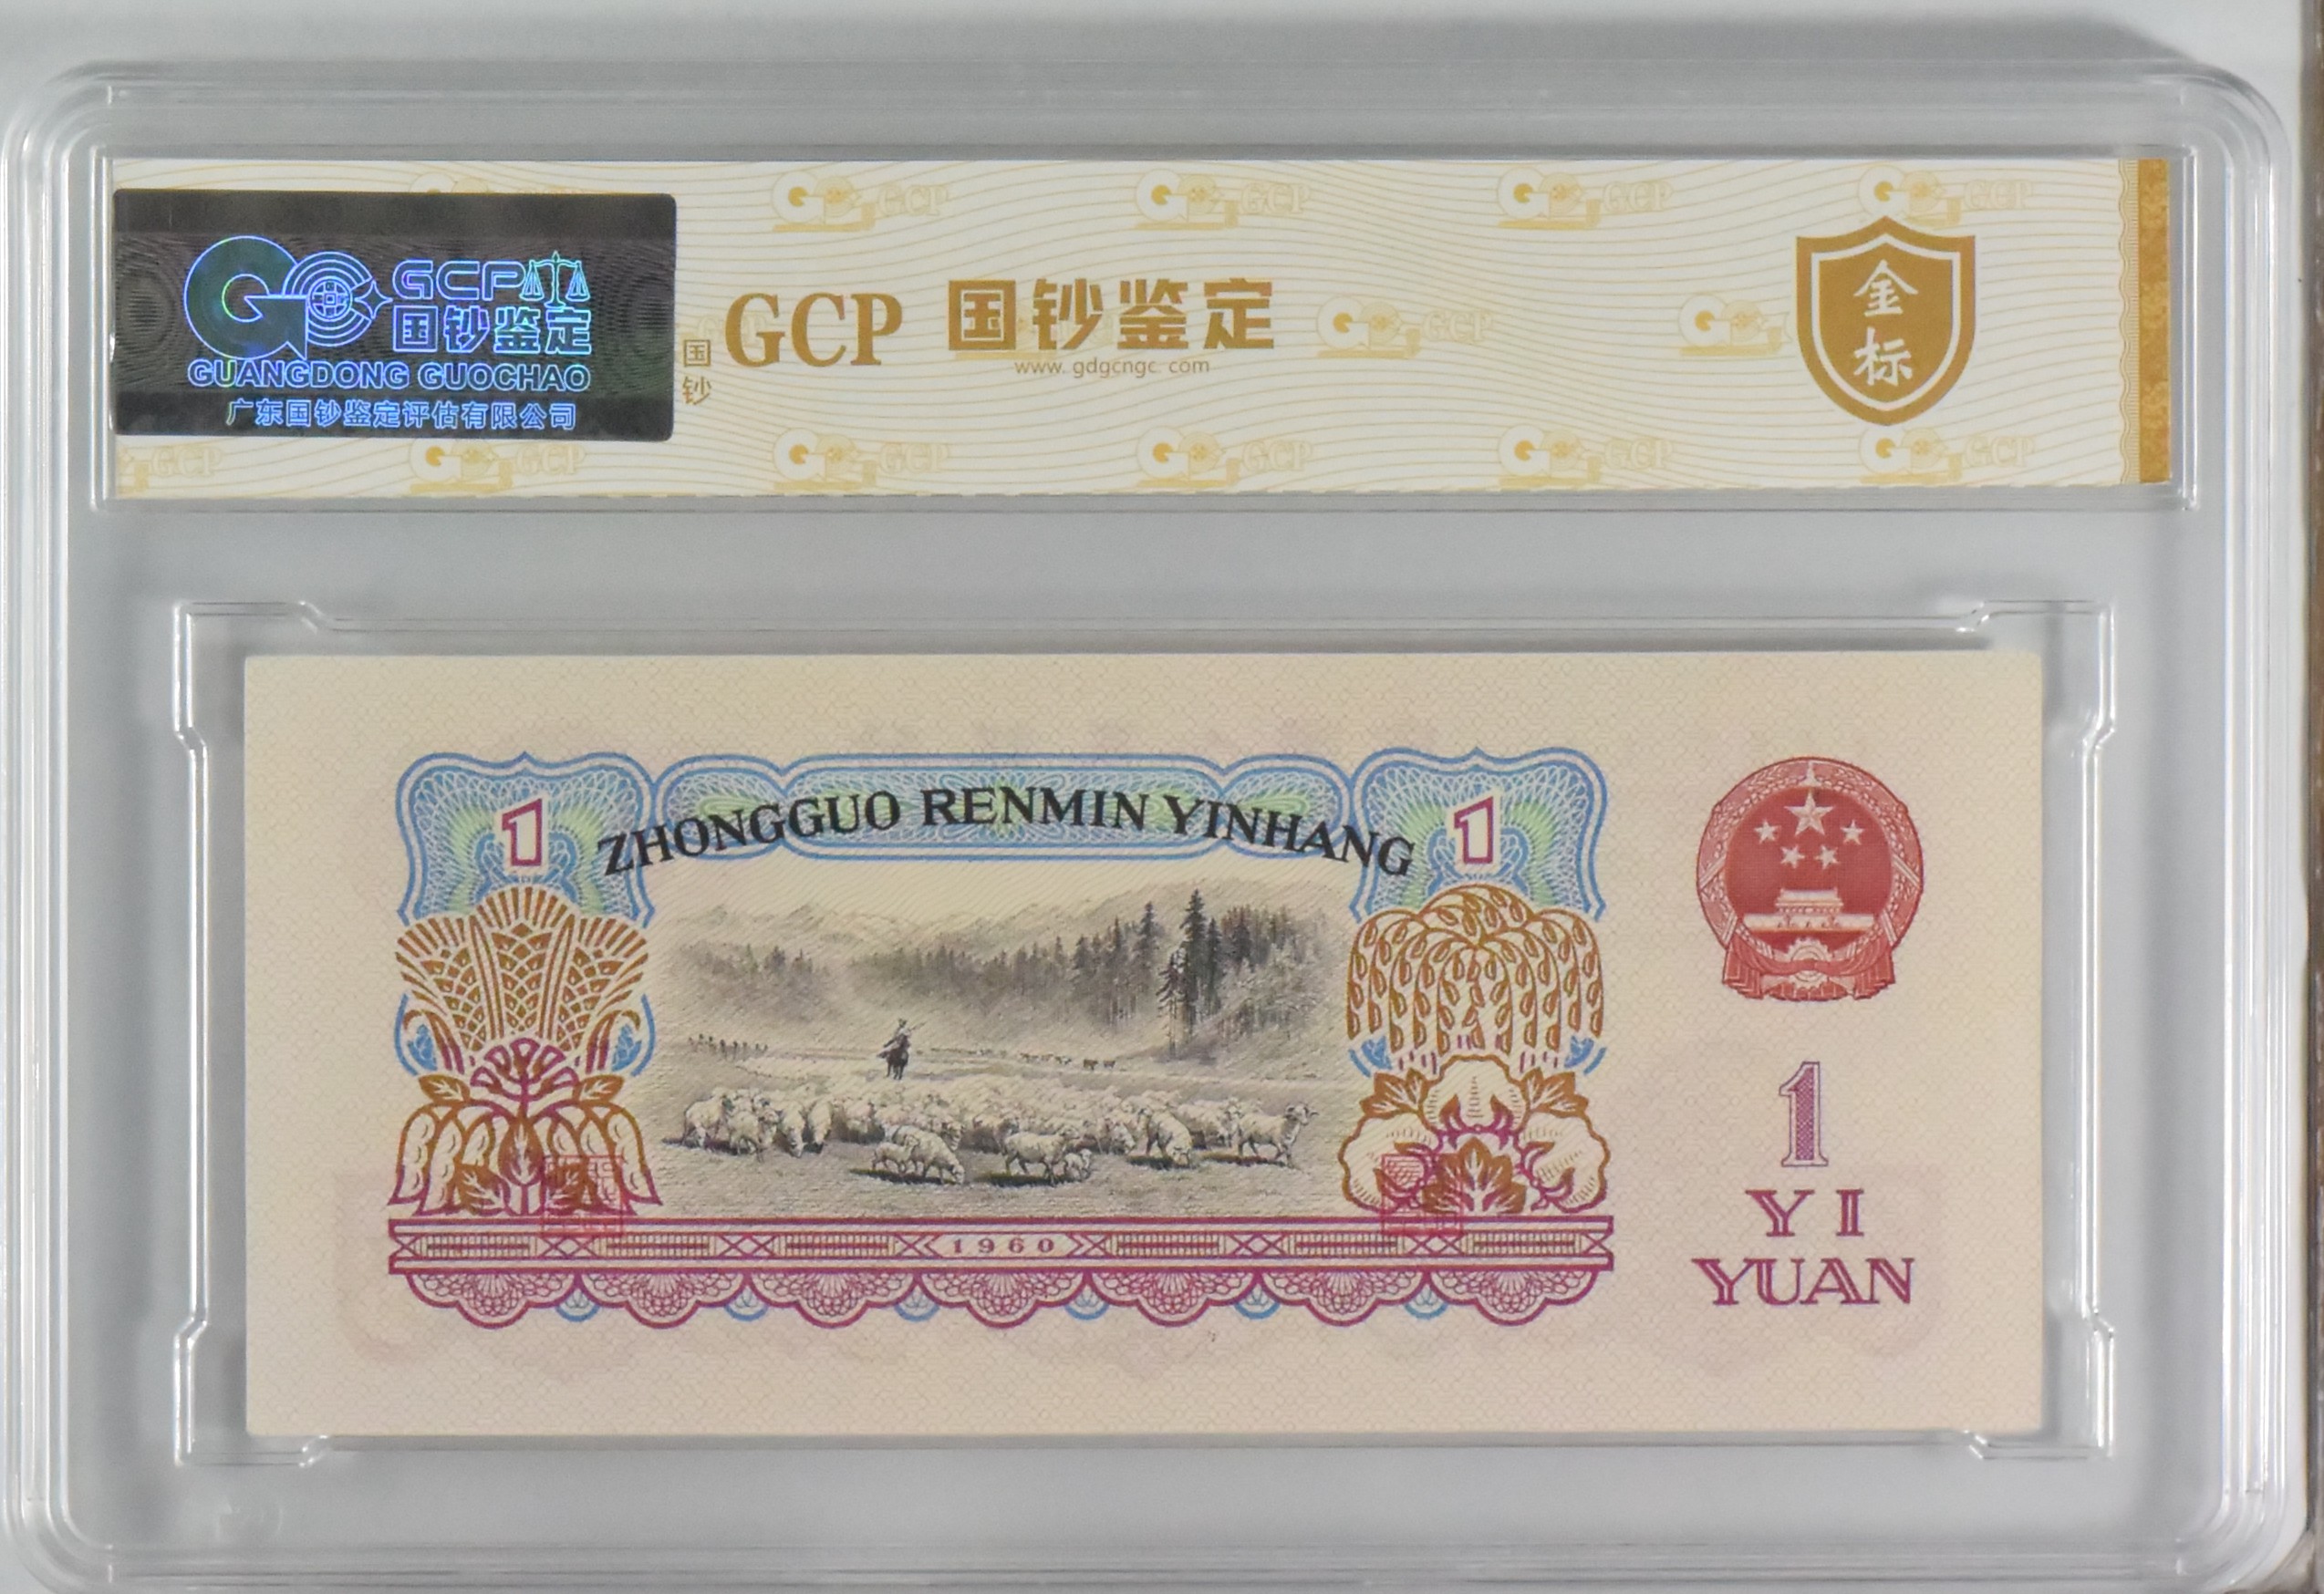 GCP
国钞鉴定
GUANGDONG GUOCHAO
广东国钞鉴定评估有限公司
国钞
GCP 国钞鉴定
www. gdgcngc. com
金标
1
ZHONGGUO RENMIN YINHANG
1
1960
1
YI
YUAN